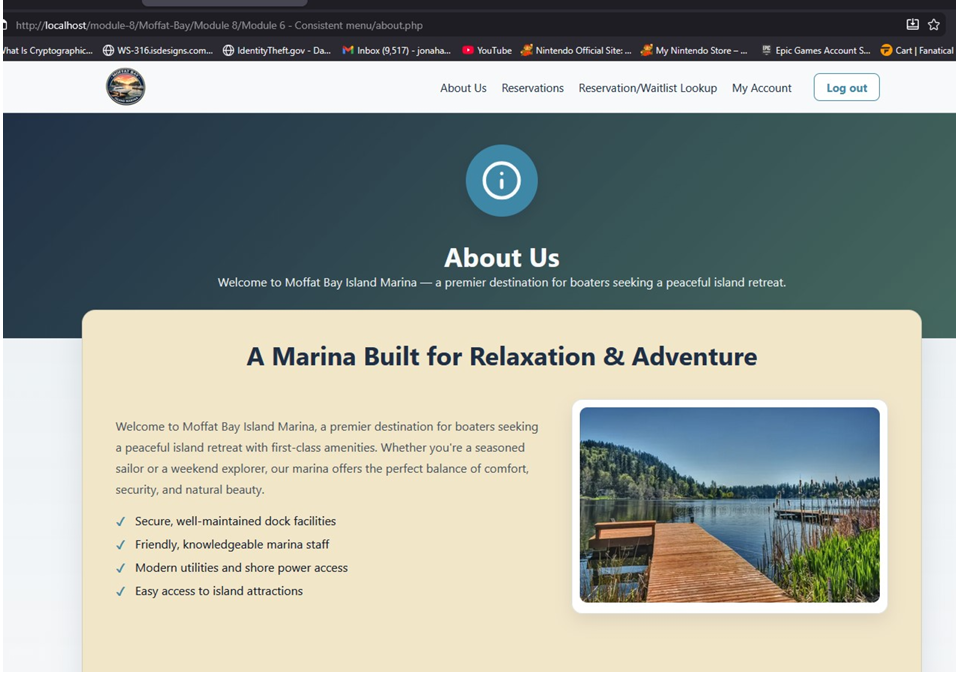 http://localhost/module-8/Moffat-Bay/Module 8/Module 6 - Consistent menu/about.php
What Is Cryptographic... WS-316.isdesigns.com... IdentityTheft.gov - Da... Inbox (9,517) - jonaha... YouTube Nintendo Official Site: ... My Nintendo Store – ... Epic Games Account S... Cart | Fanatical
MOFFAT BAY
About Us Reservations Reservation/Waitlist Lookup My Account Log out
About Us
Welcome to Moffat Bay Island Marina — a premier destination for boaters seeking a peaceful island retreat.
A Marina Built for Relaxation & Adventure
Welcome to Moffat Bay Island Marina, a premier destination for boaters seeking
a peaceful island retreat with first-class amenities. Whether you're a seasoned
sailor or a weekend explorer, our marina offers the perfect balance of comfort,
security, and natural beauty.
✓ Secure, well-maintained dock facilities
✓ Friendly, knowledgeable marina staff
✓ Modern utilities and shore power access
✓ Easy access to island attractions